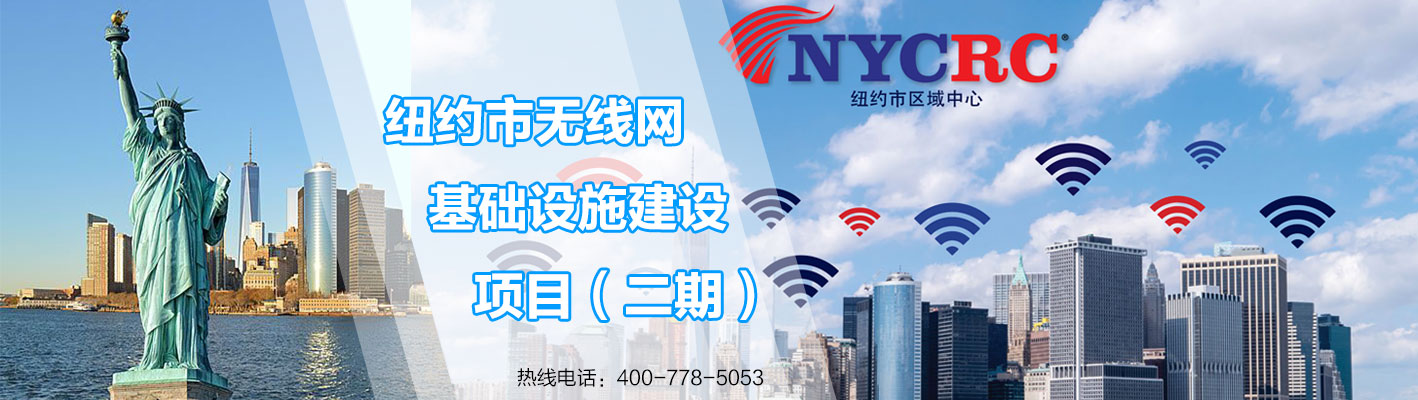 NYCRC®
纽约市区域中心
纽约市无线网
基础设施建设
项目（二期）
热线电话：400-778-5053